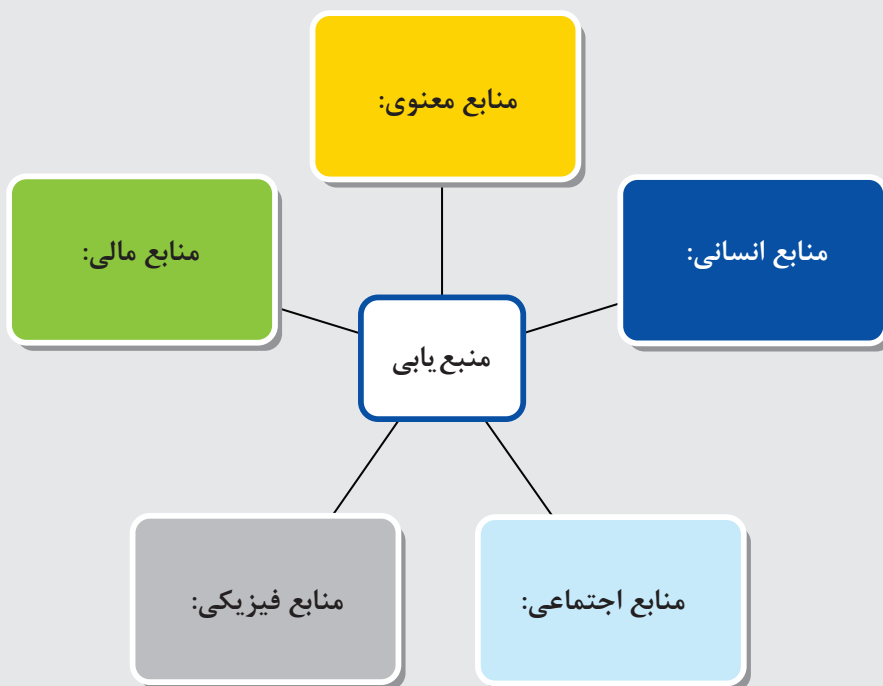 منابع معنوی:
منابع انسانی:
منابع مالی:
منبع‌یابی
منابع اجتماعی:
منابع فیزیکی: